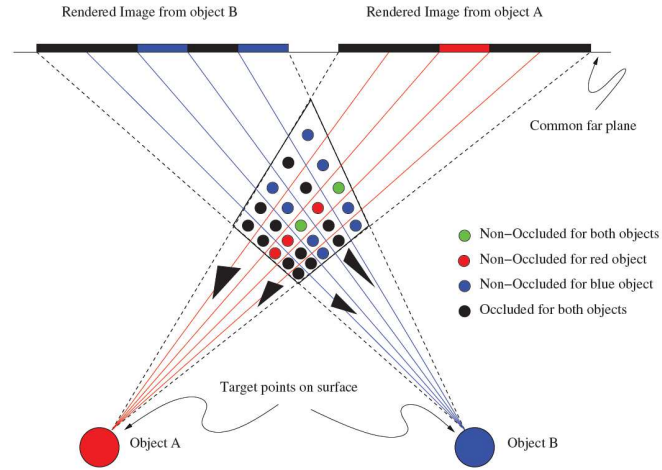 Rendered Image from object B
Rendered Image from object A
Common far plane
Non−Occluded for both objects
Non−Occluded for red object
Non−Occluded for blue object
Occluded for both objects
Target points on surface
Object A
Object B